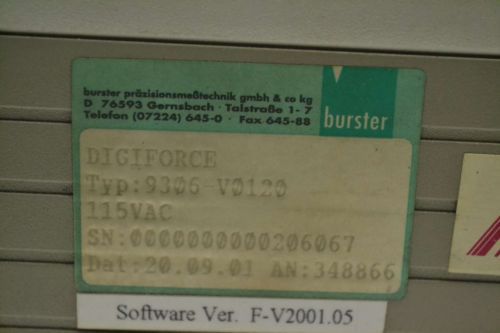 burster präzisionsmeßtechnik gmbh & co kg
D 76593 Gernsbach · Talstraße 1-7
Telefon (07224) 645-0 · Fax 645-88
burster
DIGIFORCE
Typ:9306-V0120
115VAC
SN:0000000000206067
Dat:20.09.01 AN:348866
Software Ver. F-V2001.05